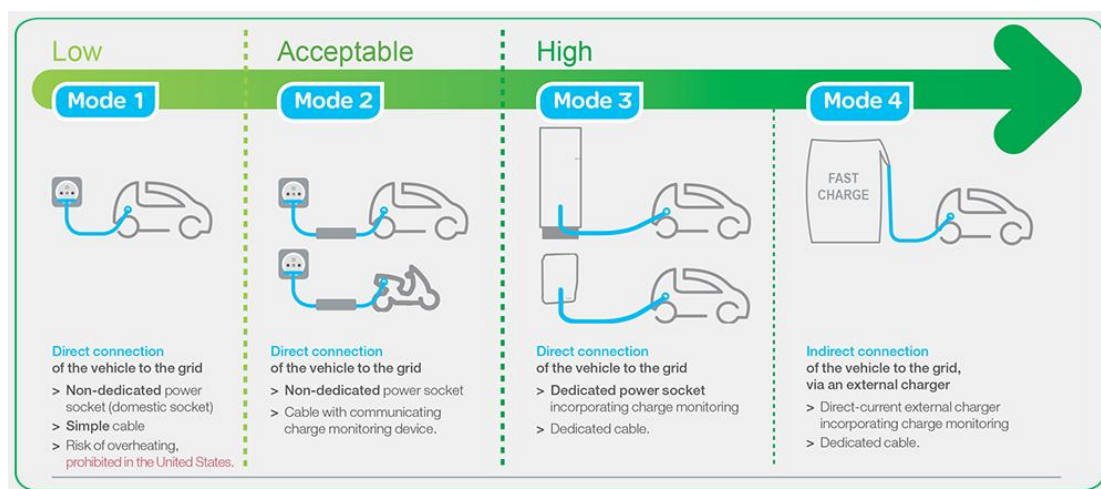 Low
Acceptable
High
Mode 1
Mode 2
Mode 3
Mode 4
FAST
CHARGE
Direct connection
of the vehicle to the grid
> Non-dedicated power
socket (domestic socket)
> Simple cable
> Risk of overheating,
prohibited in the United States.
Direct connection
of the vehicle to the grid
> Non-dedicated power socket
> Cable with communicating
charge monitoring device.
Direct connection
of the vehicle to the grid
> Dedicated power socket
incorporating charge monitoring
> Dedicated cable.
Indirect connection
of the vehicle to the grid,
via an external charger
> Direct-current external charger
incorporating charge monitoring
> Dedicated cable.